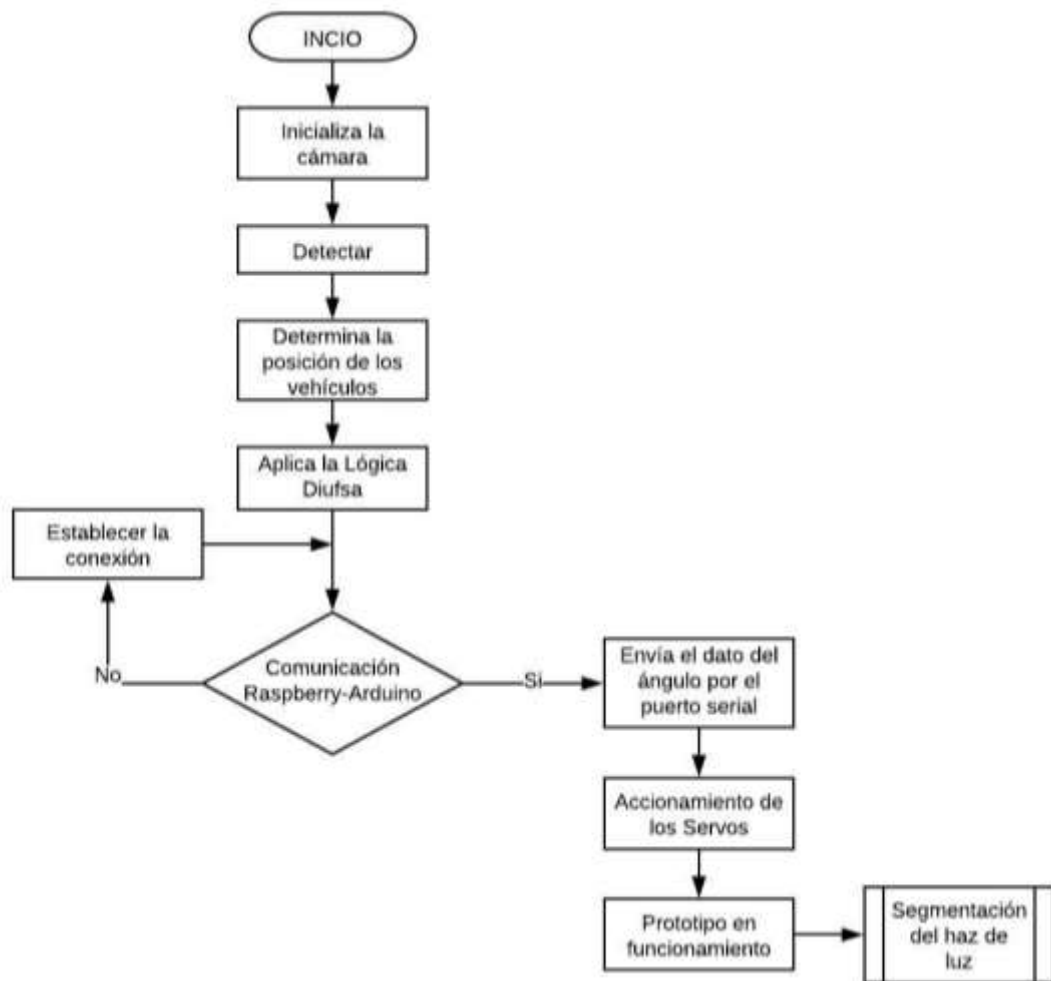 INCIO
Inicializa la
cámara
Detectar
Determina la
posición de los
vehículos
Aplica la Lógica
Diufsa
Establecer la
conexión
No
Comunicación
Raspberry-Arduino
Si
Envía el dato del
ángulo por el
puerto serial
Accionamiento de
los Servos
Prototipo en
funcionamiento
Segmentación
del haz de
luz